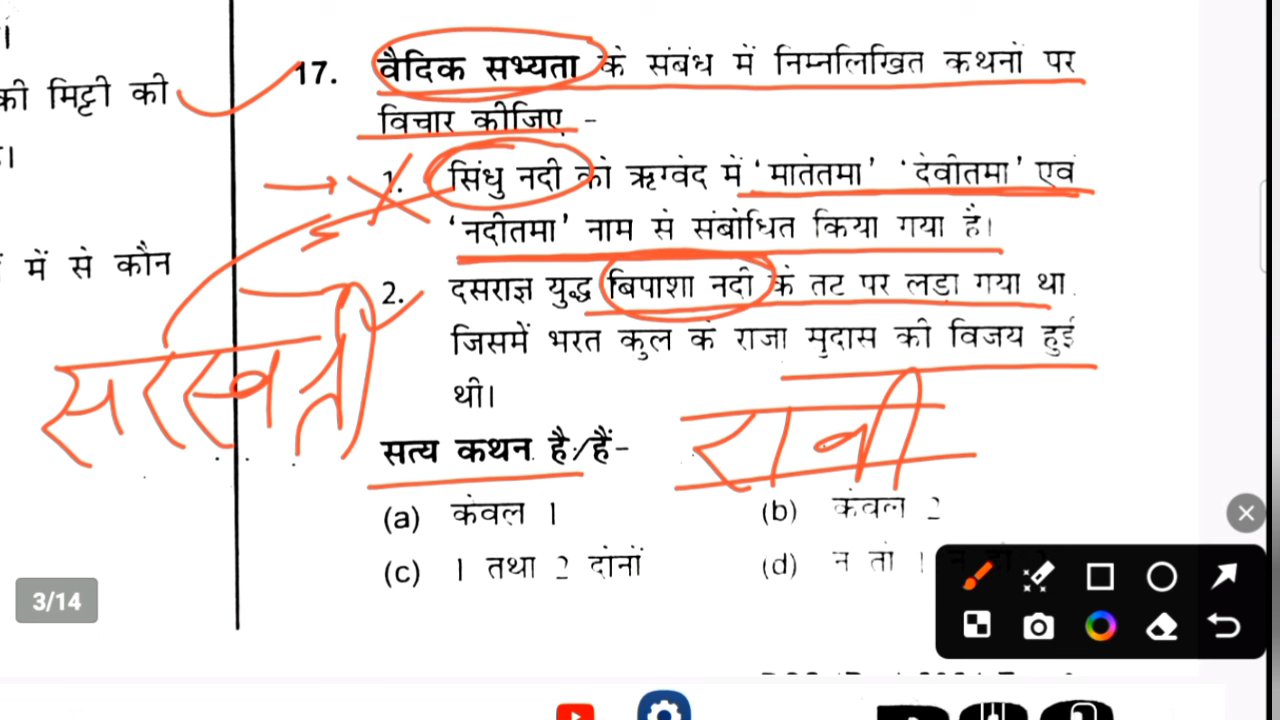 की मिट्टी की
में से कौन
17. वैदिक सभ्यता के संबंध में निम्नलिखित कथनों पर
विचार कीजिए -
1. सिंधु नदी को ऋग्वेद में 'मातेतमा' 'देवीतमा' एवं
'नदीतमा' नाम से संबोधित किया गया है।
2. दसराज्ञ युद्ध बिपाशा नदी के तट पर लड़ा गया था
जिसमें भरत कुल के राजा मुदास की विजय हुई
थी।
सरस्वती
सत्य कथन है/हैं-
रावी
(a) केवल 1
(b) केवल 2
(c) 1 तथा 2 दोनों
(d) न तो 1 न
3/14